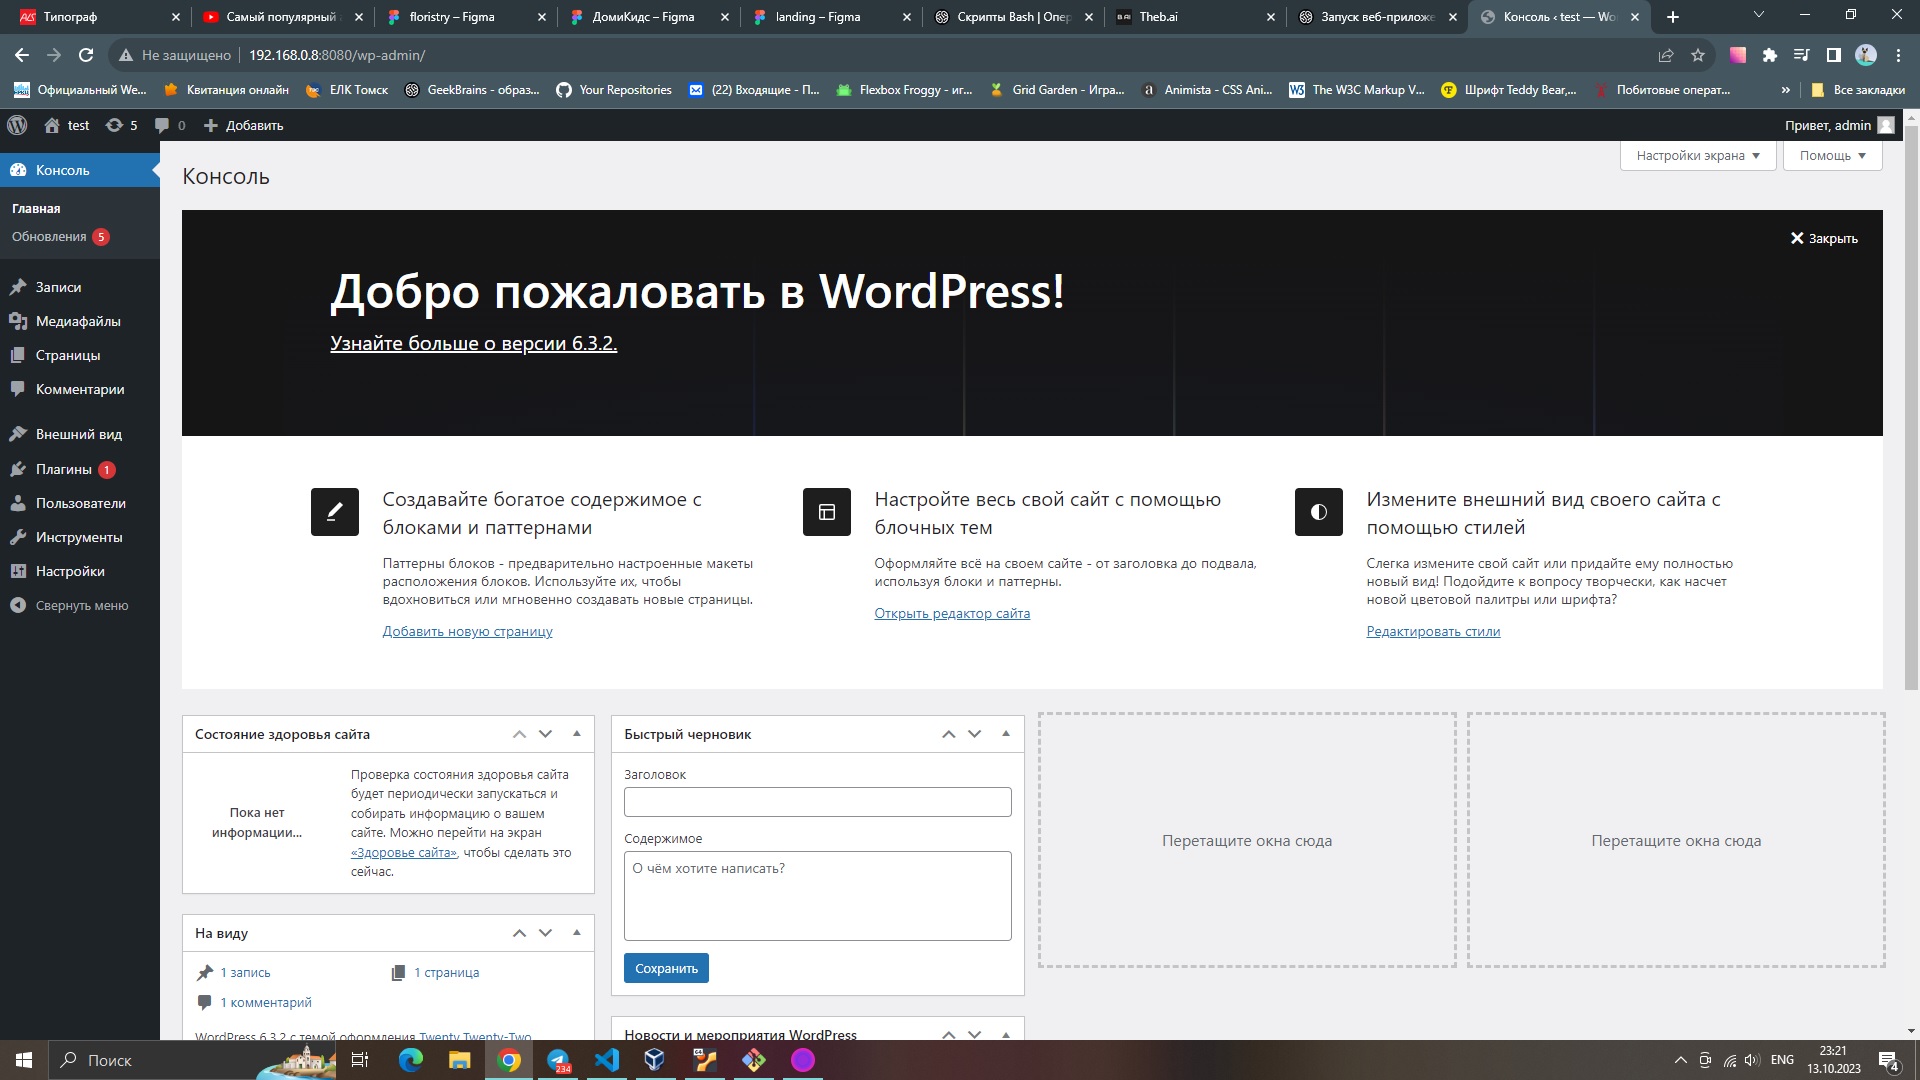 Типограф
Самый популярный
floristry – Figma
ДомиКидс – Figma
landing – Figma
Скрипты Bash | Опер
Theb.ai
Запуск веб-приложе
Консоль ‹ test — Wo
Не защищено
192.168.0.8:8080/wp-admin/
Официальный We...
Квитанция онлайн
ЕЛК Томск
GeekBrains - образ...
Your Repositories
(22) Входящие - П...
Flexbox Froggy - иг...
Grid Garden - Игра...
Animista - CSS Ani...
The W3C Markup V...
Шрифт Teddy Bear,...
Побитовые операт...
»
Все закладки
test
5
0
Добавить
Привет, admin
Консоль
Главная
Обновления 5
Записи
Медиафайлы
Страницы
Комментарии
Внешний вид
Плагины 1
Пользователи
Инструменты
Настройки
Свернуть меню
Настройки экрана
Помощь
Консоль
Закрыть
Добро пожаловать в WordPress!
Узнайте больше о версии 6.3.2.
Создавайте богатое содержимое с
блоками и паттернами
Паттерны блоков - предварительно настроенные макеты
расположения блоков. Используйте их, чтобы
вдохновиться или мгновенно создавать новые страницы.
Добавить новую страницу
Настройте весь свой сайт с помощью
блочных тем
Оформляйте всё на своем сайте - от заголовка до подвала,
используя блоки и паттерны.
Открыть редактор сайта
Измените внешний вид своего сайта с
помощью стилей
Слегка измените свой сайт или придайте ему полностью
новый вид! Подойдите к вопросу творчески, как насчет
новой цветовой палитры или шрифта?
Редактировать стили
Состояние здоровья сайта
Пока нет
информации...
Проверка состояния здоровья сайта
будет периодически запускаться и
собирать информацию о вашем
сайте. Можно перейти на экран
«Здоровье сайта», чтобы сделать это
сейчас.
На виду
1 запись
1 страница
1 комментарий
WordPress 6.3.2 с темой оформления Twenty Twenty-Two
Быстрый черновик
Заголовок
Содержимое
О чём хотите написать?
Сохранить
Новости и мероприятия WordPress
Перетащите окна сюда
Перетащите окна сюда
Поиск
234
ENG
23:21
13.10.2023
4